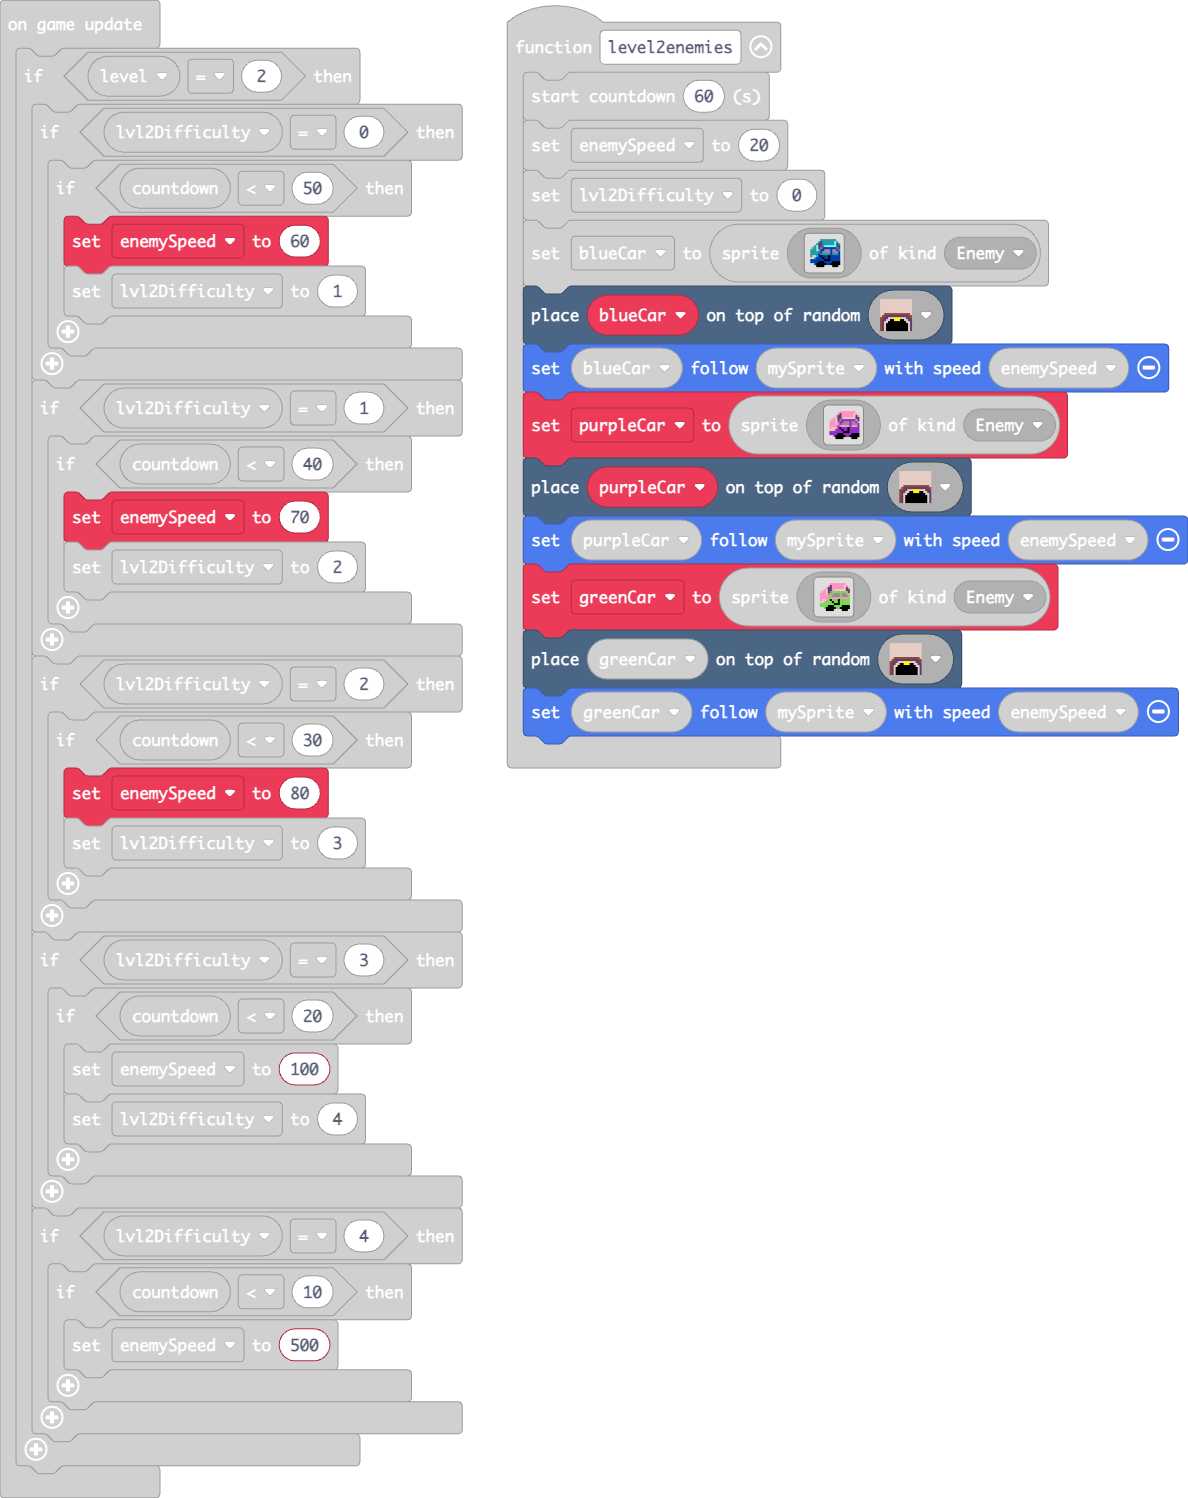 on game update
if level = 2 then
if lvl2Difficulty = 0 then
if countdown < 50 then
set enemySpeed to 60
set lvl2Difficulty to 1
if lvl2Difficulty = 1 then
if countdown < 40 then
set enemySpeed to 70
set lvl2Difficulty to 2
if lvl2Difficulty = 2 then
if countdown < 30 then
set enemySpeed to 80
set lvl2Difficulty to 3
if lvl2Difficulty = 3 then
if countdown < 20 then
set enemySpeed to 100
set lvl2Difficulty to 4
if lvl2Difficulty = 4 then
if countdown < 10 then
set enemySpeed to 500
function level2enemies
start countdown 60 (s)
set enemySpeed to 20
set lvl2Difficulty to 0
set blueCar to sprite of kind Enemy
place blueCar on top of random
set blueCar follow mySprite with speed enemySpeed
set purpleCar to sprite of kind Enemy
place purpleCar on top of random
set purpleCar follow mySprite with speed enemySpeed
set greenCar to sprite of kind Enemy
place greenCar on top of random
set greenCar follow mySprite with speed enemySpeed